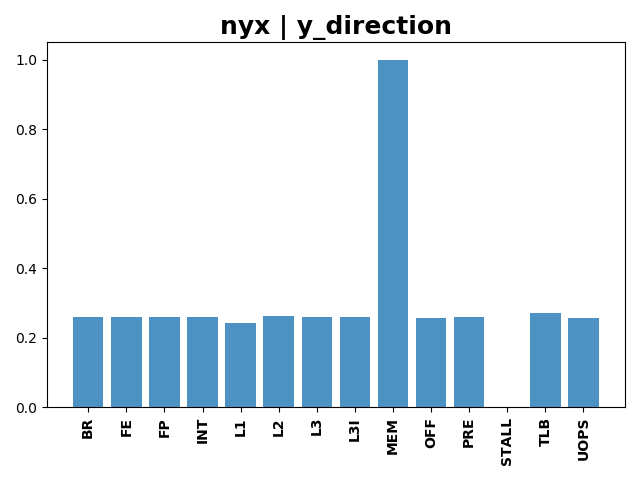 nyx | y_direction
1.0
0.8
0.6
0.4
0.2
0.0
BR
FE
FP
INT
L1
L2
L3
L3I
MEM
OFF
PRE
STALL
TLB
UOPS